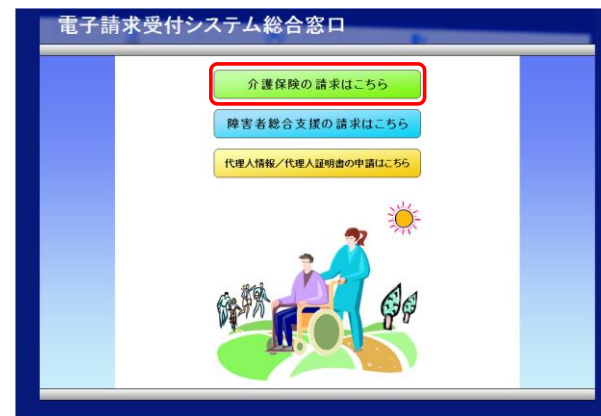 電子請求受付システム総合窓口
介護保険の請求はこちら
障害者総合支援の請求はこちら
代理人情報／代理人証明書の申請はこちら